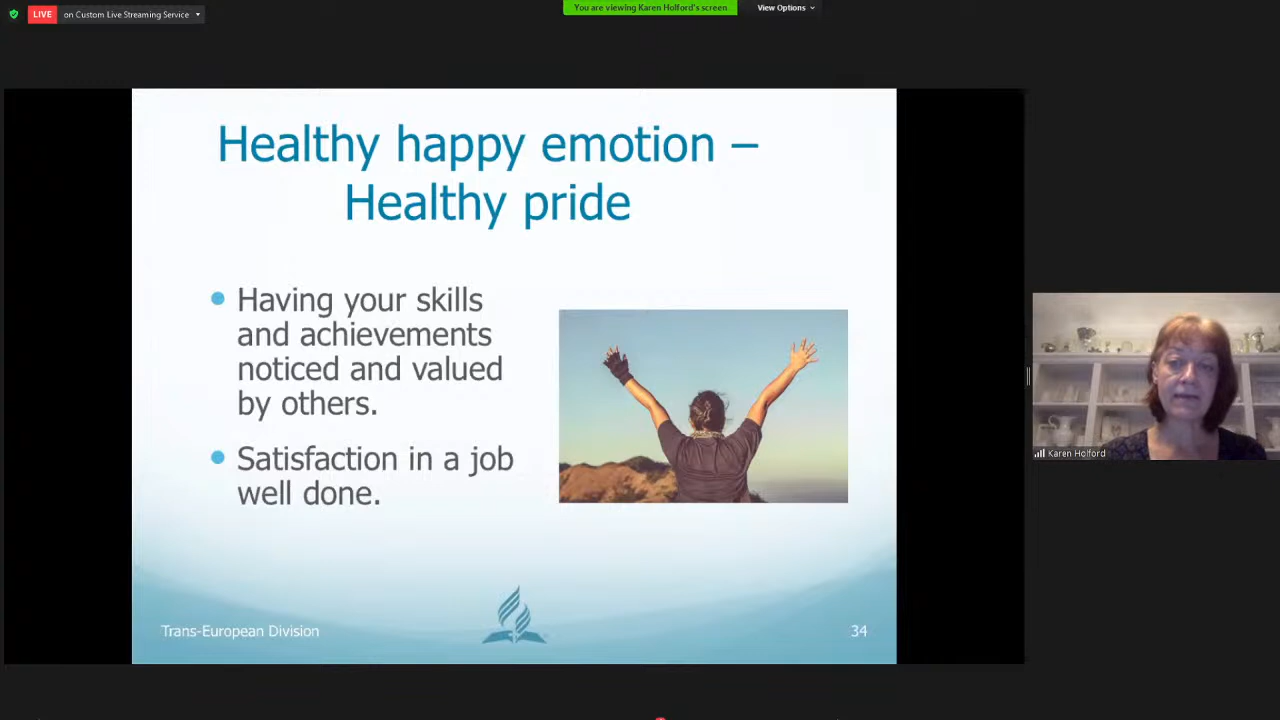 LIVE on Custom Live Streaming Service
You are viewing Karen Holford's screen
View Options
Healthy happy emotion –
Healthy pride
Having your skills
and achievements
noticed and valued
by others.
Satisfaction in a job
well done.
Karen Holford
Trans-European Division
34